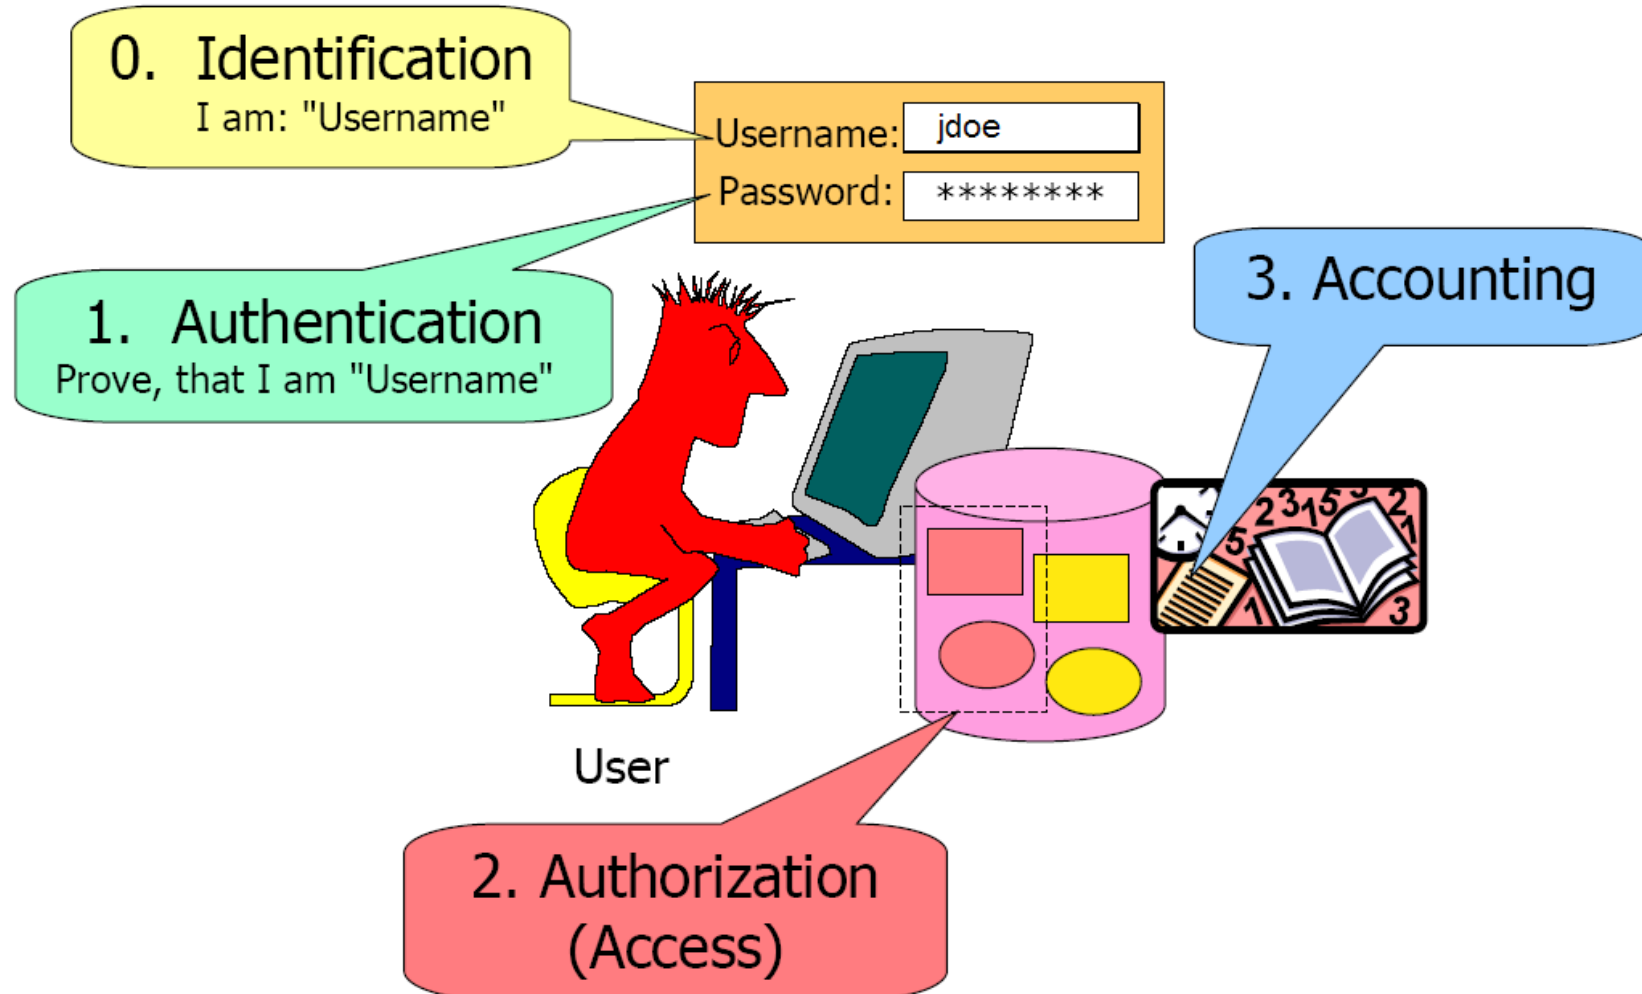 0. Identification
I am: "Username"
Username: jdoe
Password: ********
1. Authentication
Prove, that I am "Username"
3. Accounting
User
2. Authorization
(Access)